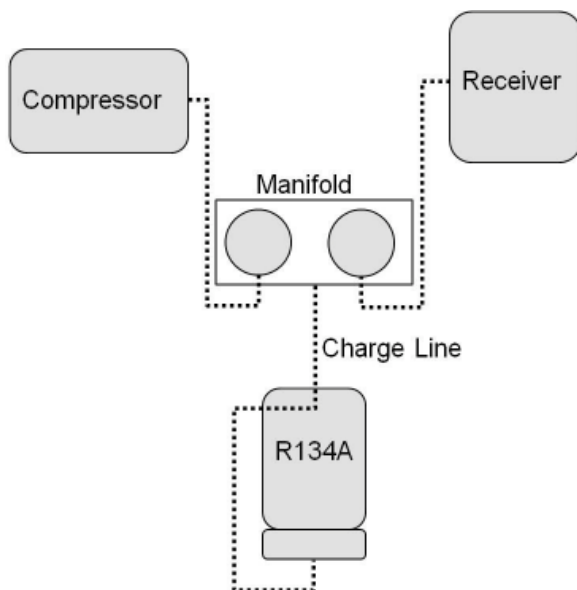 Compressor
Receiver
Manifold
Charge Line
R134A